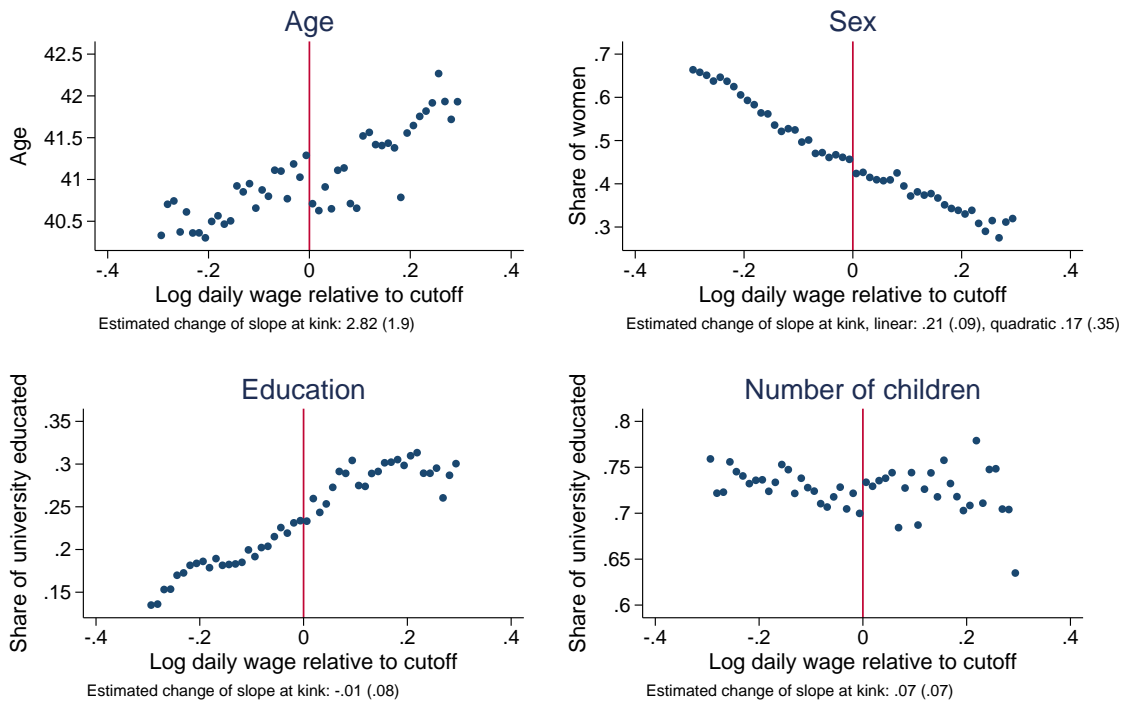 Age
Age
42.5
42
41.5
41
40.5
-.4 -.2 0 .2 .4
Log daily wage relative to cutoff
Estimated change of slope at kink: 2.82 (1.9)
Sex
Share of women
.7
.6
.5
.4
.3
-.4 -.2 0 .2 .4
Log daily wage relative to cutoff
Estimated change of slope at kink, linear: .21 (.09), quadratic .17 (.35)
Education
Share of university educated
.35
.3
.25
.2
.15
-.4 -.2 0 .2 .4
Log daily wage relative to cutoff
Estimated change of slope at kink: -.01 (.08)
Number of children
Share of university educated
.8
.75
.7
.65
.6
-.4 -.2 0 .2 .4
Log daily wage relative to cutoff
Estimated change of slope at kink: .07 (.07)